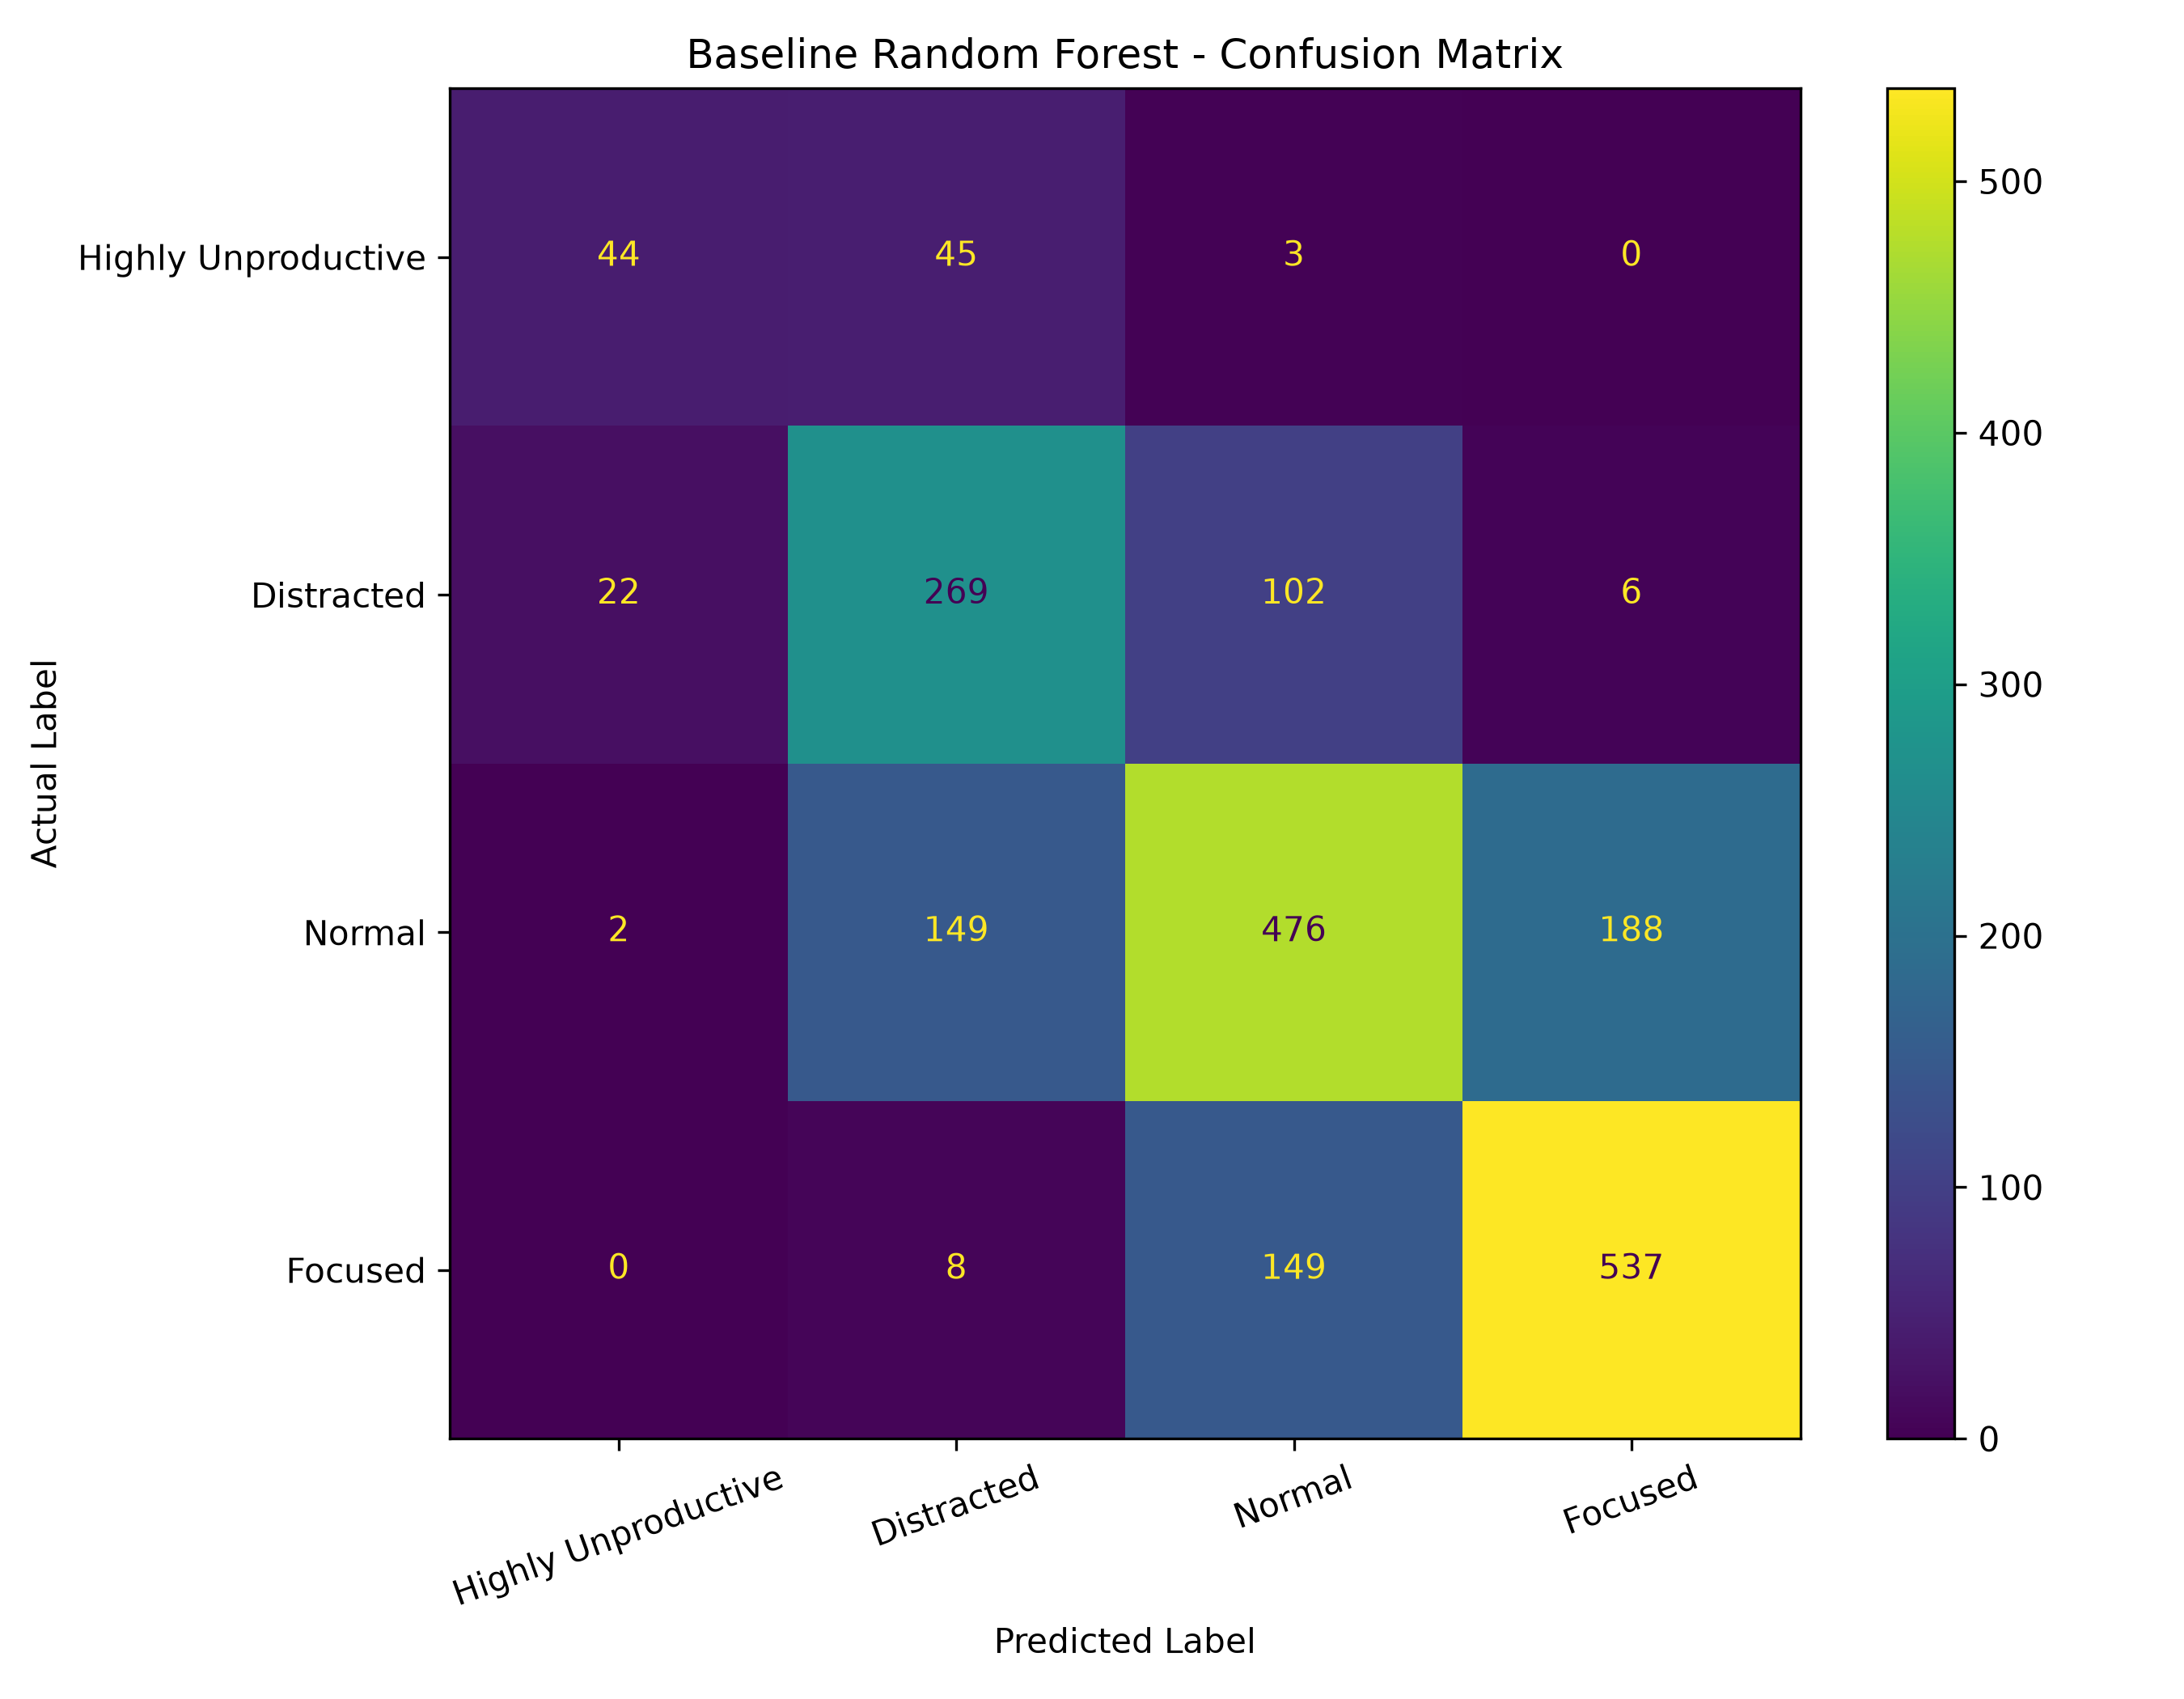 Baseline Random Forest - Confusion Matrix
Highly Unproductive
44 45 3 0
Distracted
22 269 102 6
Normal
2 149 476 188
Focused
0 8 149 537
Actual Label
Highly Unproductive Distracted Normal Focused
Predicted Label
500
400
300
200
100
0